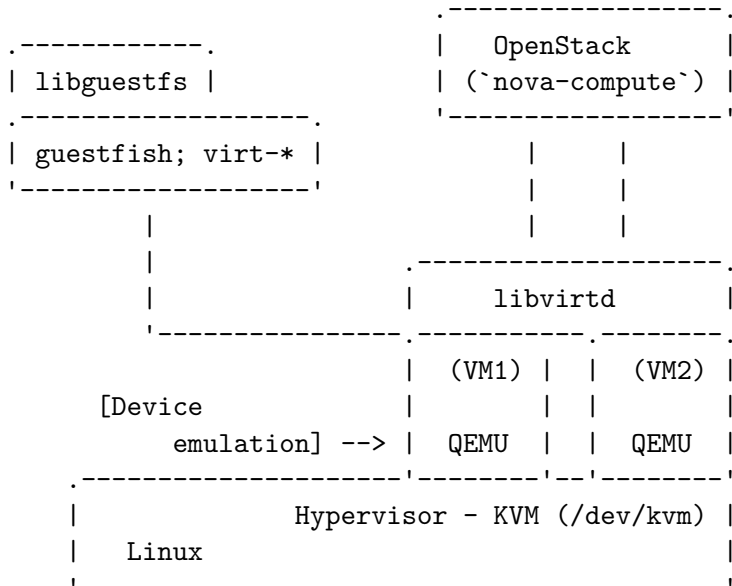 OpenStack
libguestfs
(`nova-compute`)
guestfish; virt-*
libvirtd
(VM1)
(VM2)
[Device
emulation] -->
QEMU
QEMU
Hypervisor - KVM (/dev/kvm)
Linux